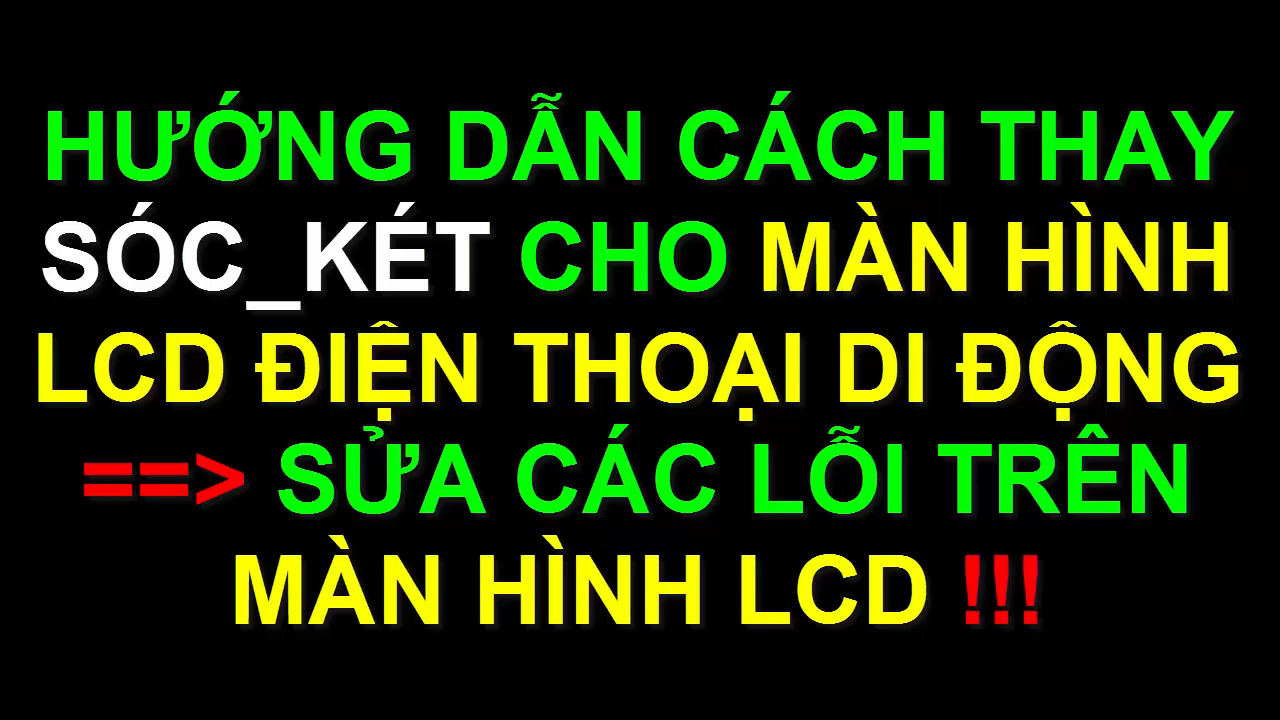 HƯỚNG DẪN CÁCH THAY
SÓC_KÉT CHO MÀN HÌNH
LCD ĐIỆN THOẠI DI ĐỘNG
==> SỬA CÁC LỖI TRÊN
MÀN HÌNH LCD !!!